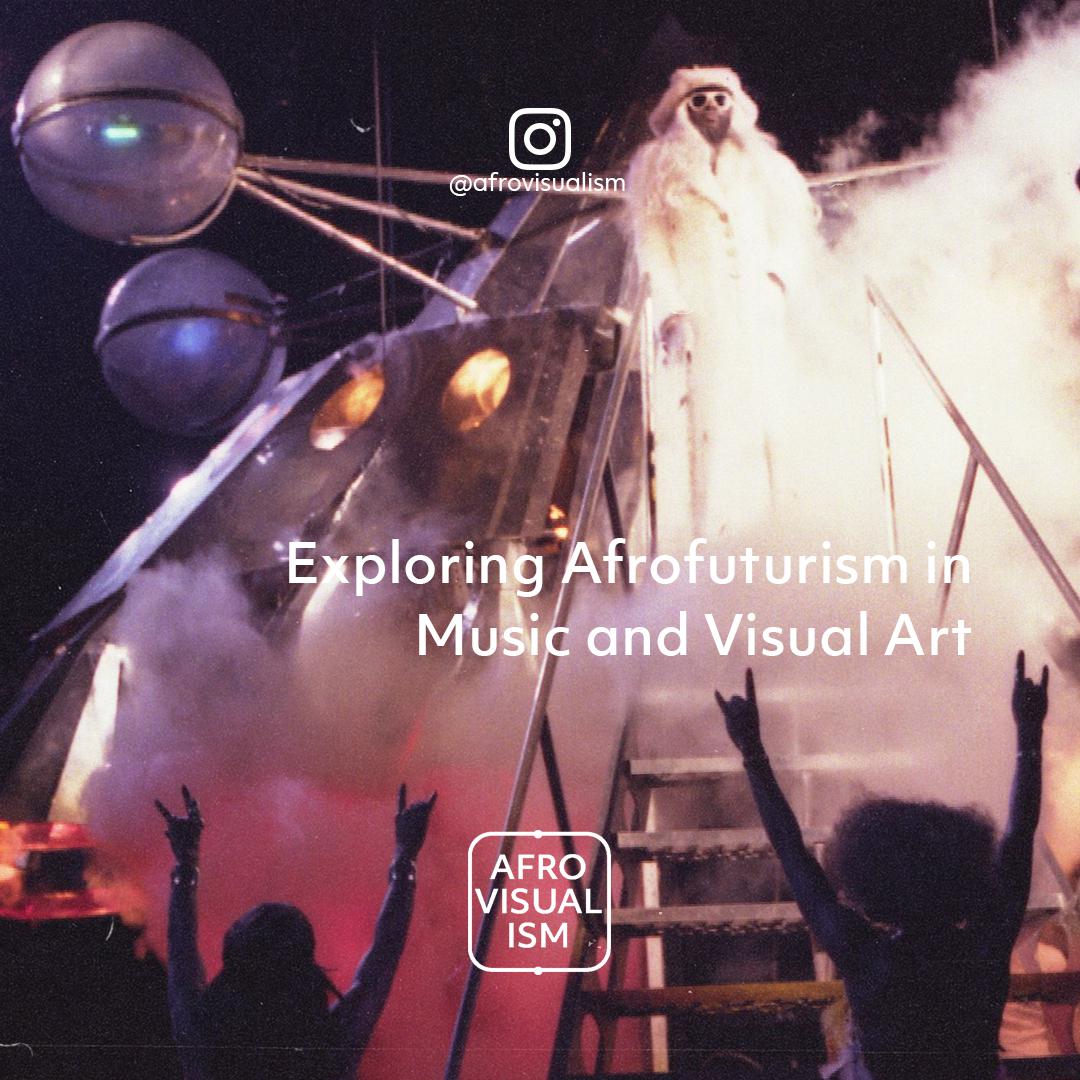 @afrovisualism
Exploring Afrofuturism in
Music and Visual Art
AFRO
VISUAL
ISM